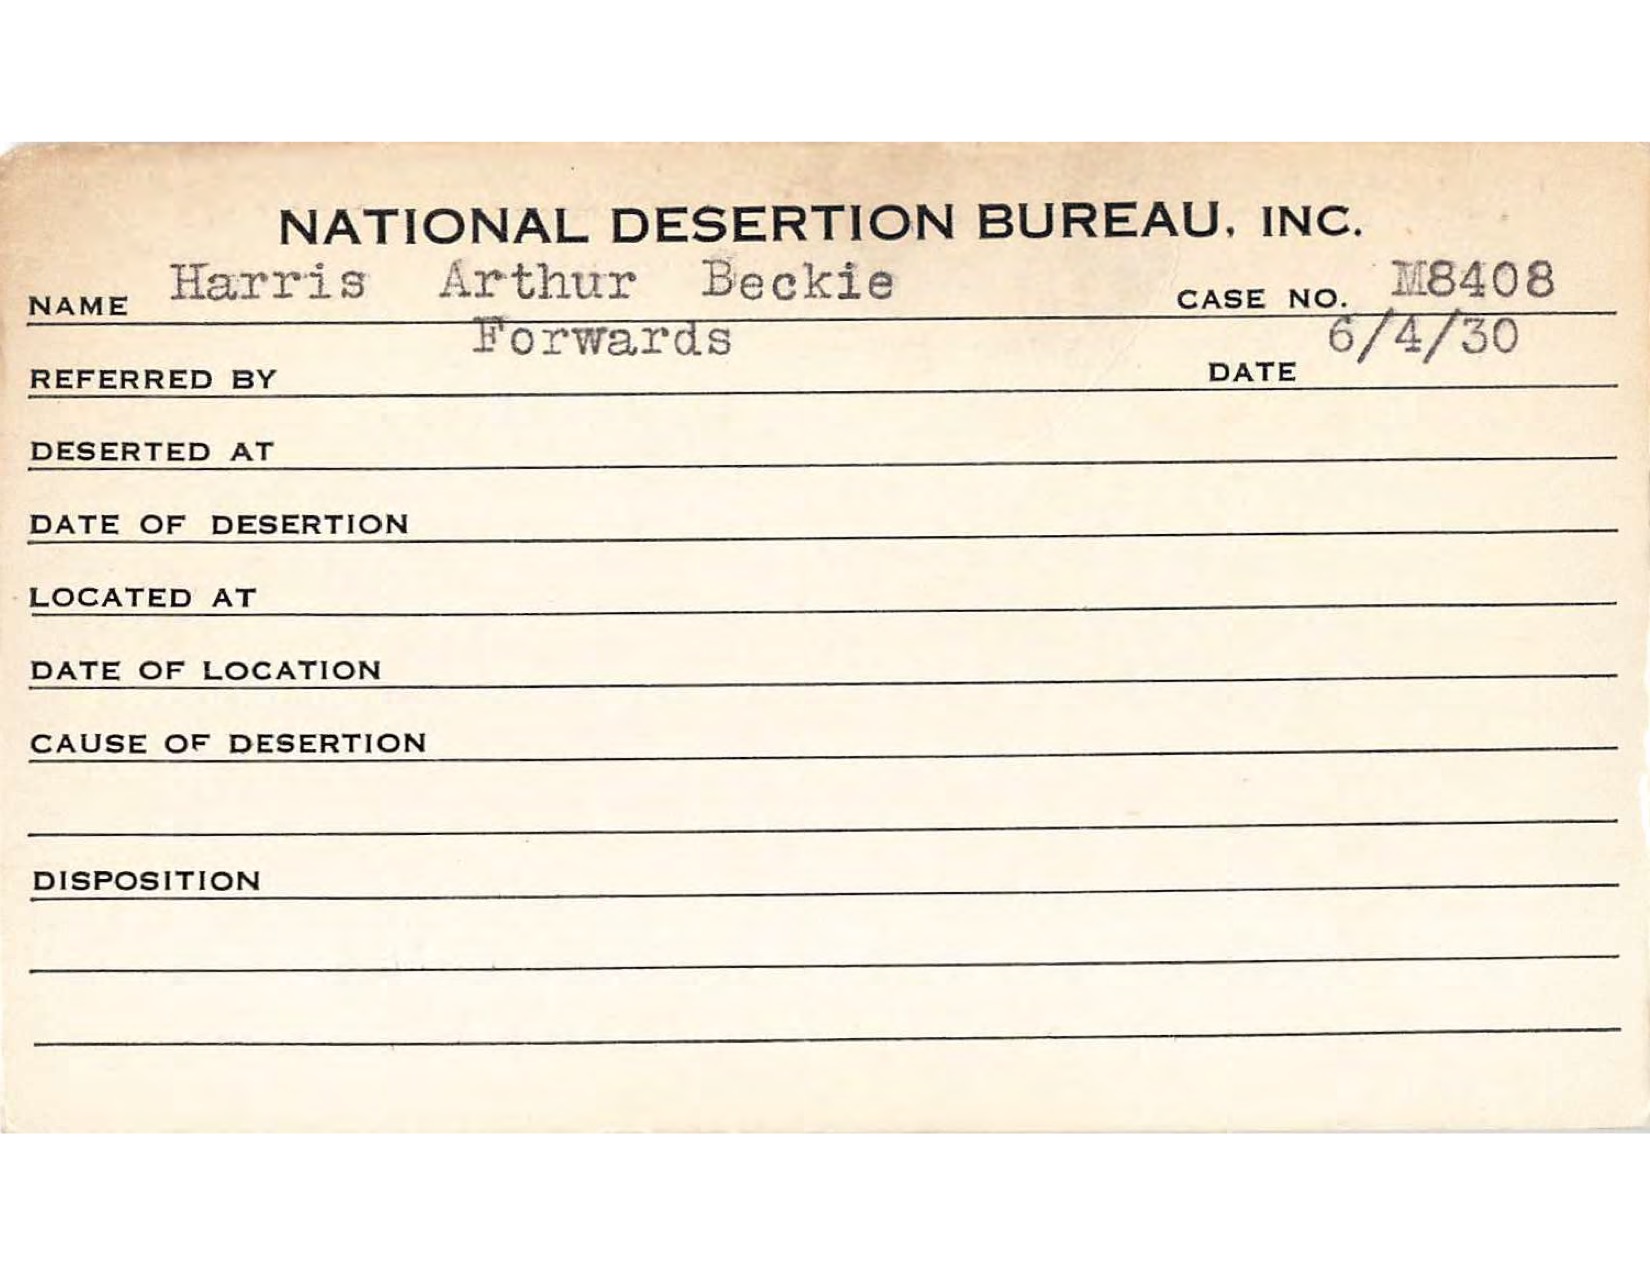 NATIONAL DESERTION BUREAU, INC.
NAME Harris Arthur Beckie CASE NO. M8408
REFERRED BY Forwards DATE 6/4/30
DESERTED AT
DATE OF DESERTION
LOCATED AT
DATE OF LOCATION
CAUSE OF DESERTION
DISPOSITION